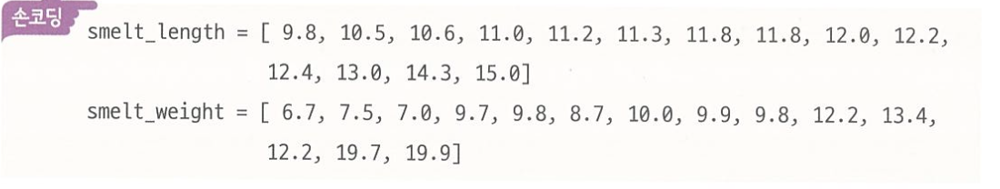 손코딩
smelt_length = [ 9.8, 10.5, 10.6, 11.0, 11.2, 11.3, 11.8, 11.8, 12.0, 12.2,
12.4, 13.0, 14.3, 15.0]
smelt_weight = [ 6.7, 7.5, 7.0, 9.7, 9.8, 8.7, 10.0, 9.9, 9.8, 12.2, 13.4,
12.2, 19.7, 19.9]